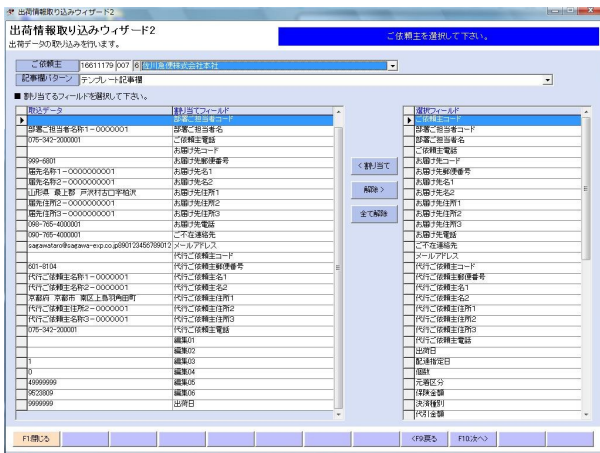 出荷情報取り込みウィザード2
出荷情報取り込みウィザード2
出荷データの取り込みを行います。
ご依頼主を選択して下さい。
ご依頼主 16611179 007 6 佐川急便株式会社本社
記事欄パターン テンプレート記事欄
■ 割り当てるフィールドを選択して下さい。
取込データ 割り当てフィールド
部署ご担当者コード
部署ご担当者名称1-0000001 部署ご担当者名
075-342-2000001 ご依頼主電話
お届け先コード
999-6801 お届け先郵便番号
届先名称1-0000000001 お届け先名1
届先名称2-0000000001 お届け先名2
山形県 最上郡 戸沢村古口字柏沢 お届け先住所1
届先住所2-0000000001 お届け先住所2
届先住所3-0000000001 お届け先住所3
098-765-4000001 お届け先電話
090-765-4000001 ご不在連絡先
sagawataro@sagawa-exp.co.jp890123456789012 メールアドレス
代行ご依頼主コード
601-8104 代行ご依頼主郵便番号
代行ご依頼主名称1-0000001 代行ご依頼主名1
代行ご依頼主名称2-0000001 代行ご依頼主名2
京都府 京都市 南区上鳥羽角田町 代行ご依頼主住所1
代行ご依頼主住所2-0000001 代行ご依頼主住所2
代行ご依頼主名称3-0000001 代行ご依頼主住所3
075-342-200001 代行ご依頼主電話
編集01
編集02
1 編集03
0 編集04
49999999 編集05
9523809 編集06
9999999 出荷日
<割り当て
解除>
全て解除
選択フィールド
ご依頼主コード
部署ご担当者コード
部署ご担当者名
ご依頼主電話
お届け先コード
お届け先郵便番号
お届け先名1
お届け先名2
お届け先住所1
お届け先住所2
お届け先住所3
お届け先電話
ご不在連絡先
メールアドレス
代行ご依頼主コード
代行ご依頼主郵便番号
代行ご依頼主名1
代行ご依頼主名2
代行ご依頼主住所1
代行ご依頼主住所2
代行ご依頼主住所3
代行ご依頼主電話
出荷日
配達指定日
個数
元着区分
保険金額
決済種別
代引金額
F1:閉じる <F9:戻る F10:次へ>